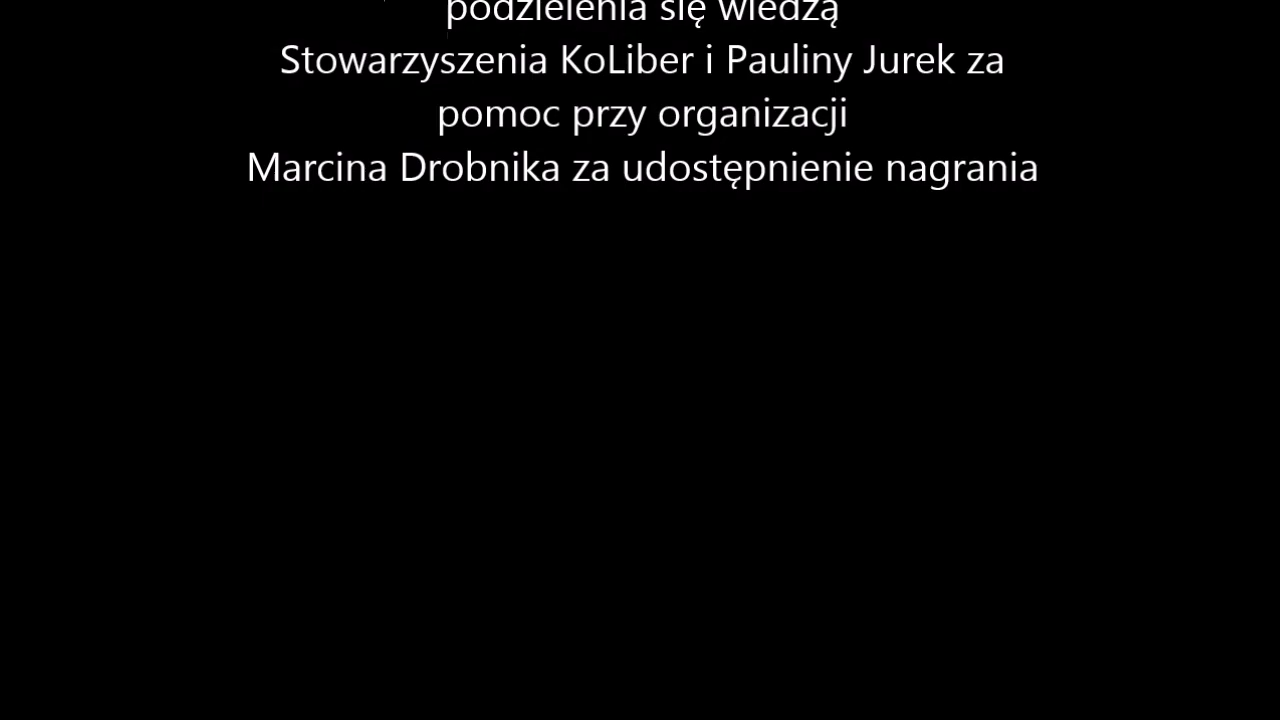 podzielenia się wiedzą
Stowarzyszenia KoLiber i Pauliny Jurek za
pomoc przy organizacji
Marcina Drobnika za udostępnienie nagrania